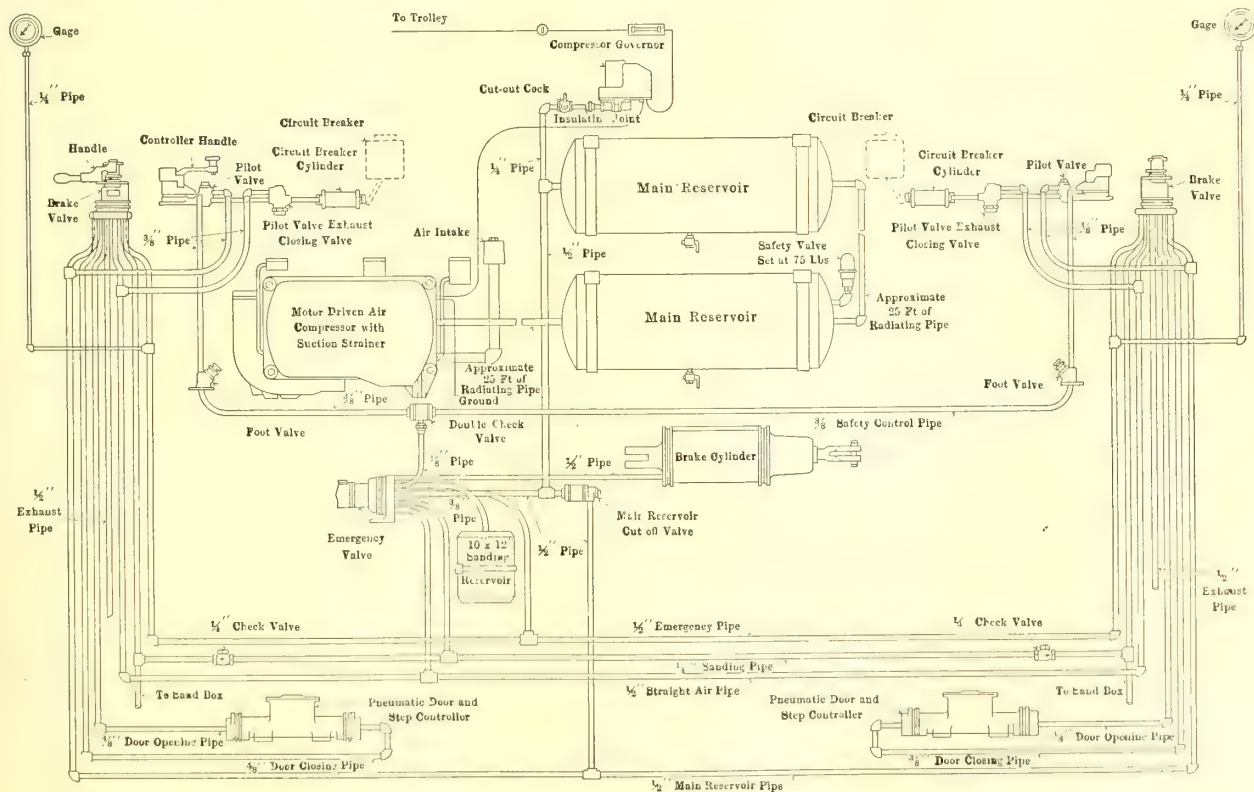 Gage
To Trolley
Gage
Compressor Governor
¼" Pipe
Cut-out Cock
¼" Pipe
Insulatin Joint
Circuit Breaker
Circuit Breaker
Controller Handle
Handle
Circuit Breaker
Cylinder
Circuit Breaker
Cylinder
Pilot
Valve
Pilot Valve
¼" Pipe
Main Reservoir
Brake
Valve
Brake
Valve
⅜" Pipe
Pilot Valve Exhaust
Closing Valve
Air Intake
½" Pipe
Safety Valve
Set at 75 Lbs
Pilot Valve Exhaust
Closing Valve
⅜" Pipe
Motor Driven Air
Compressor with
Suction Strainer
Main Reservoir
Approximate
25 Ft of
Radiating Pipe
Approximate
25 Ft of
Radiating Pipe
Ground
⅜" Pipe
Foot Valve
Foot Valve
Double Check
Valve
⅜" Safety Control Pipe
⅜" Pipe
½" Pipe
Brake Cylinder
½"
Exhaust
Pipe
⅜"
Pipe
Main Reservoir
Cut off Valve
Emergency
Valve
10 x 12"
Sanding
Reservoir
½" Pipe
½"
Exhaust
Pipe
¼" Check Valve
½" Emergency Pipe
¼" Check Valve
¼" Sanding Pipe
½" Straight Air Pipe
To Sand Box
To Sand Box
Pneumatic Door and
Step Controller
Pneumatic Door and
Step Controller
⅜" Door Opening Pipe
⅜" Door Opening Pipe
⅜" Door Closing Pipe
⅜" Door Closing Pipe
½" Main Reservoir Pipe